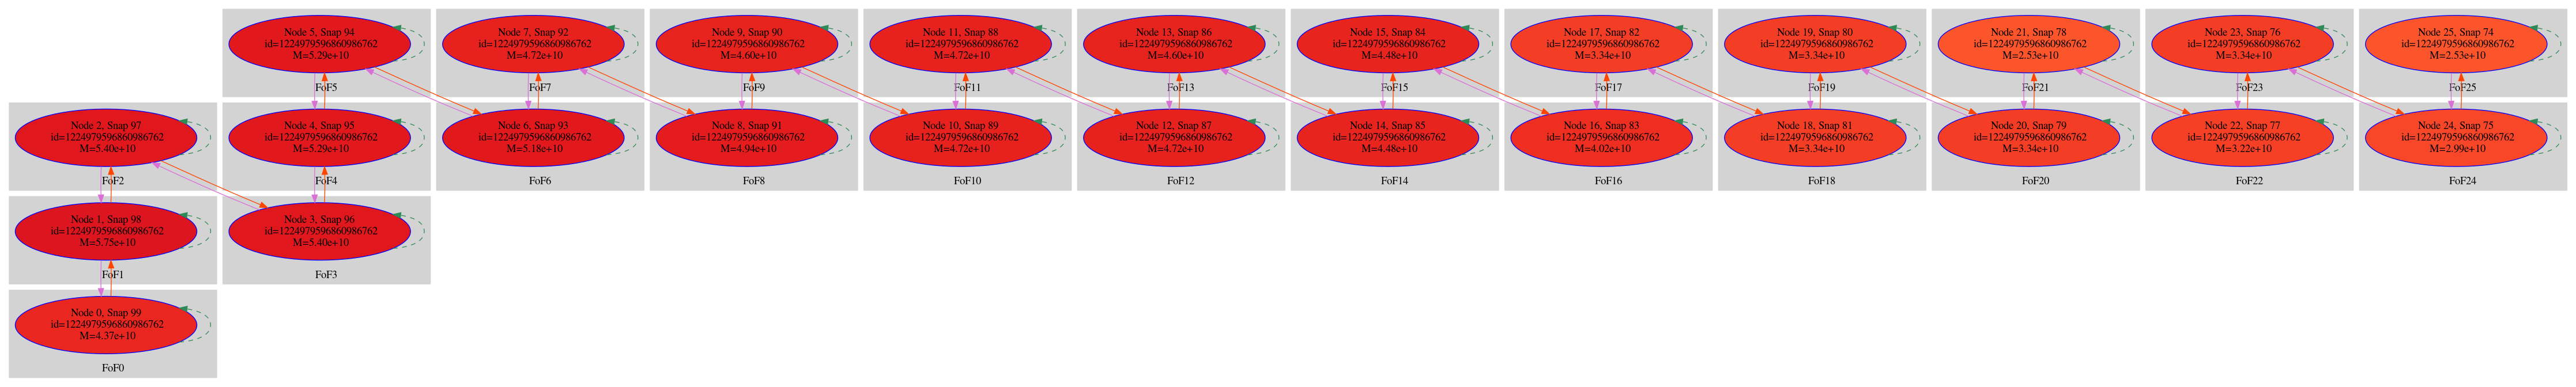 Node 5, Snap 94
id=1224979596860986762
M=5.29e+10
FoF5
Node 7, Snap 92
id=1224979596860986762
M=4.72e+10
FoF7
Node 9, Snap 90
id=1224979596860986762
M=4.60e+10
FoF9
Node 11, Snap 88
id=1224979596860986762
M=4.72e+10
FoF11
Node 13, Snap 86
id=1224979596860986762
M=4.60e+10
FoF13
Node 15, Snap 84
id=1224979596860986762
M=4.48e+10
FoF15
Node 17, Snap 82
id=1224979596860986762
M=3.34e+10
FoF17
Node 19, Snap 80
id=1224979596860986762
M=3.34e+10
FoF19
Node 21, Snap 78
id=1224979596860986762
M=2.53e+10
FoF21
Node 23, Snap 76
id=1224979596860986762
M=3.34e+10
FoF23
Node 25, Snap 74
id=1224979596860986762
M=2.53e+10
FoF25
Node 2, Snap 97
id=1224979596860986762
M=5.40e+10
FoF2
Node 4, Snap 95
id=1224979596860986762
M=5.29e+10
FoF4
Node 6, Snap 93
id=1224979596860986762
M=5.18e+10
FoF6
Node 8, Snap 91
id=1224979596860986762
M=4.94e+10
FoF8
Node 10, Snap 89
id=1224979596860986762
M=4.72e+10
FoF10
Node 12, Snap 87
id=1224979596860986762
M=4.72e+10
FoF12
Node 14, Snap 85
id=1224979596860986762
M=4.48e+10
FoF14
Node 16, Snap 83
id=1224979596860986762
M=4.02e+10
FoF16
Node 18, Snap 81
id=1224979596860986762
M=3.34e+10
FoF18
Node 20, Snap 79
id=1224979596860986762
M=3.34e+10
FoF20
Node 22, Snap 77
id=1224979596860986762
M=3.22e+10
FoF22
Node 24, Snap 75
id=1224979596860986762
M=2.99e+10
FoF24
Node 1, Snap 98
id=1224979596860986762
M=5.75e+10
FoF1
Node 3, Snap 96
id=1224979596860986762
M=5.40e+10
FoF3
Node 0, Snap 99
id=1224979596860986762
M=4.37e+10
FoF0